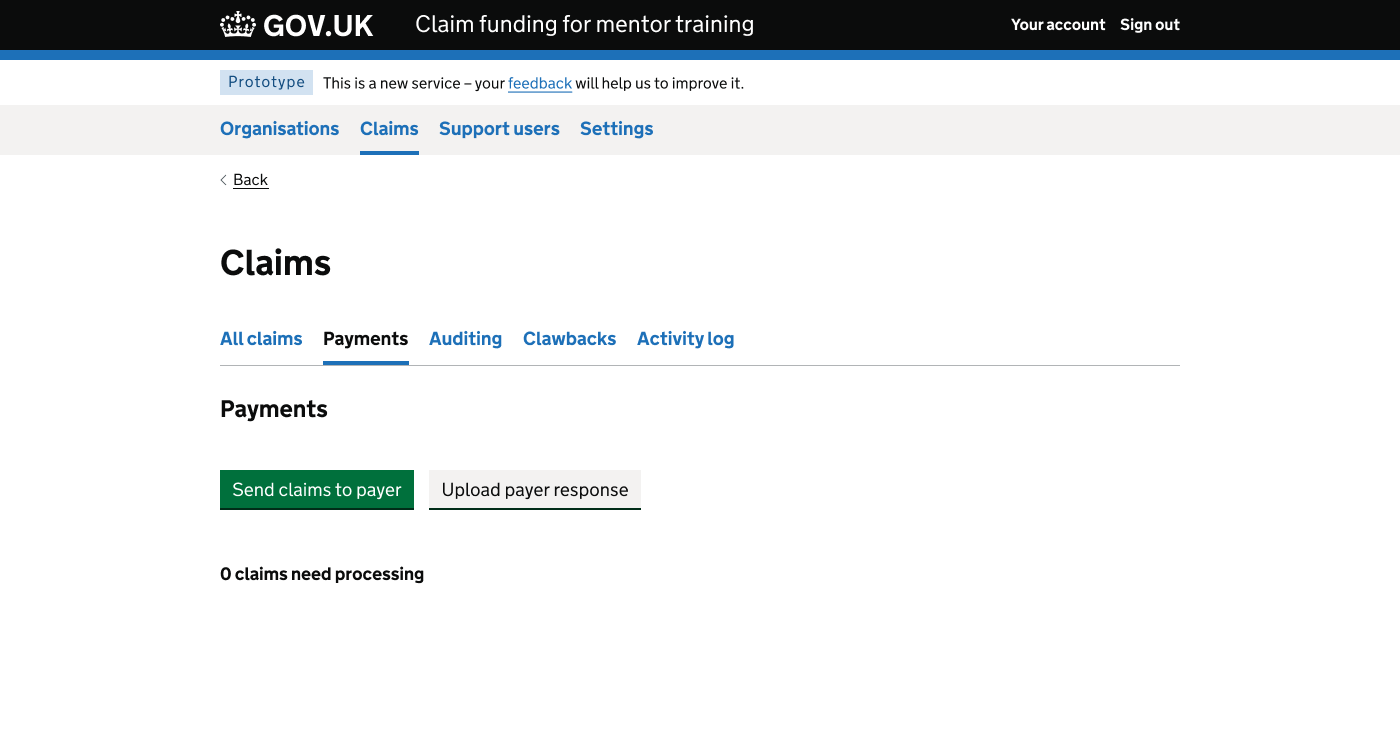 GOV.UK Claim funding for mentor training Your account Sign out
Prototype This is a new service – your feedback will help us to improve it.
Organisations Claims Support users Settings
Back
Claims
All claims Payments Auditing Clawbacks Activity log
Payments
Send claims to payer Upload payer response
0 claims need processing